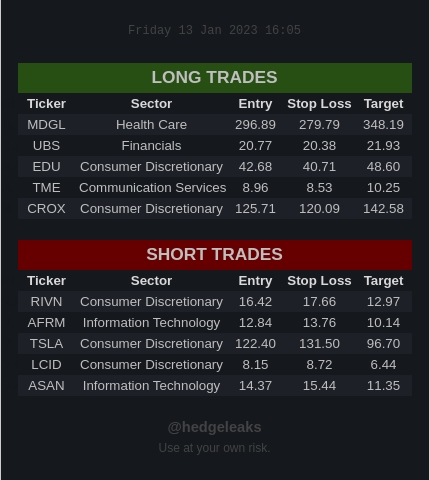 Friday 13 Jan 2023 16:05
LONG TRADES
Ticker Sector Entry Stop Loss Target
MDGL Health Care 296.89 279.79 348.19
UBS Financials 20.77 20.38 21.93
EDU Consumer Discretionary 42.68 40.71 48.60
TME Communication Services 8.96 8.53 10.25
CROX Consumer Discretionary 125.71 120.09 142.58
SHORT TRADES
Ticker Sector Entry Stop Loss Target
RIVN Consumer Discretionary 16.42 17.66 12.97
AFRM Information Technology 12.84 13.76 10.14
TSLA Consumer Discretionary 122.40 131.50 96.70
LCID Consumer Discretionary 8.15 8.72 6.44
ASAN Information Technology 14.37 15.44 11.35
@hedgeleaks
Use at your own risk.